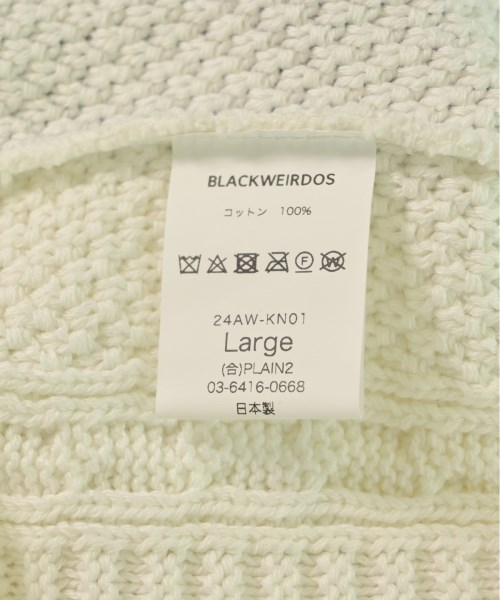 BLACKWEIRDOS
コットン 100%
24AW-KN01
Large
(合)PLAIN2
03-6416-0668
日本製